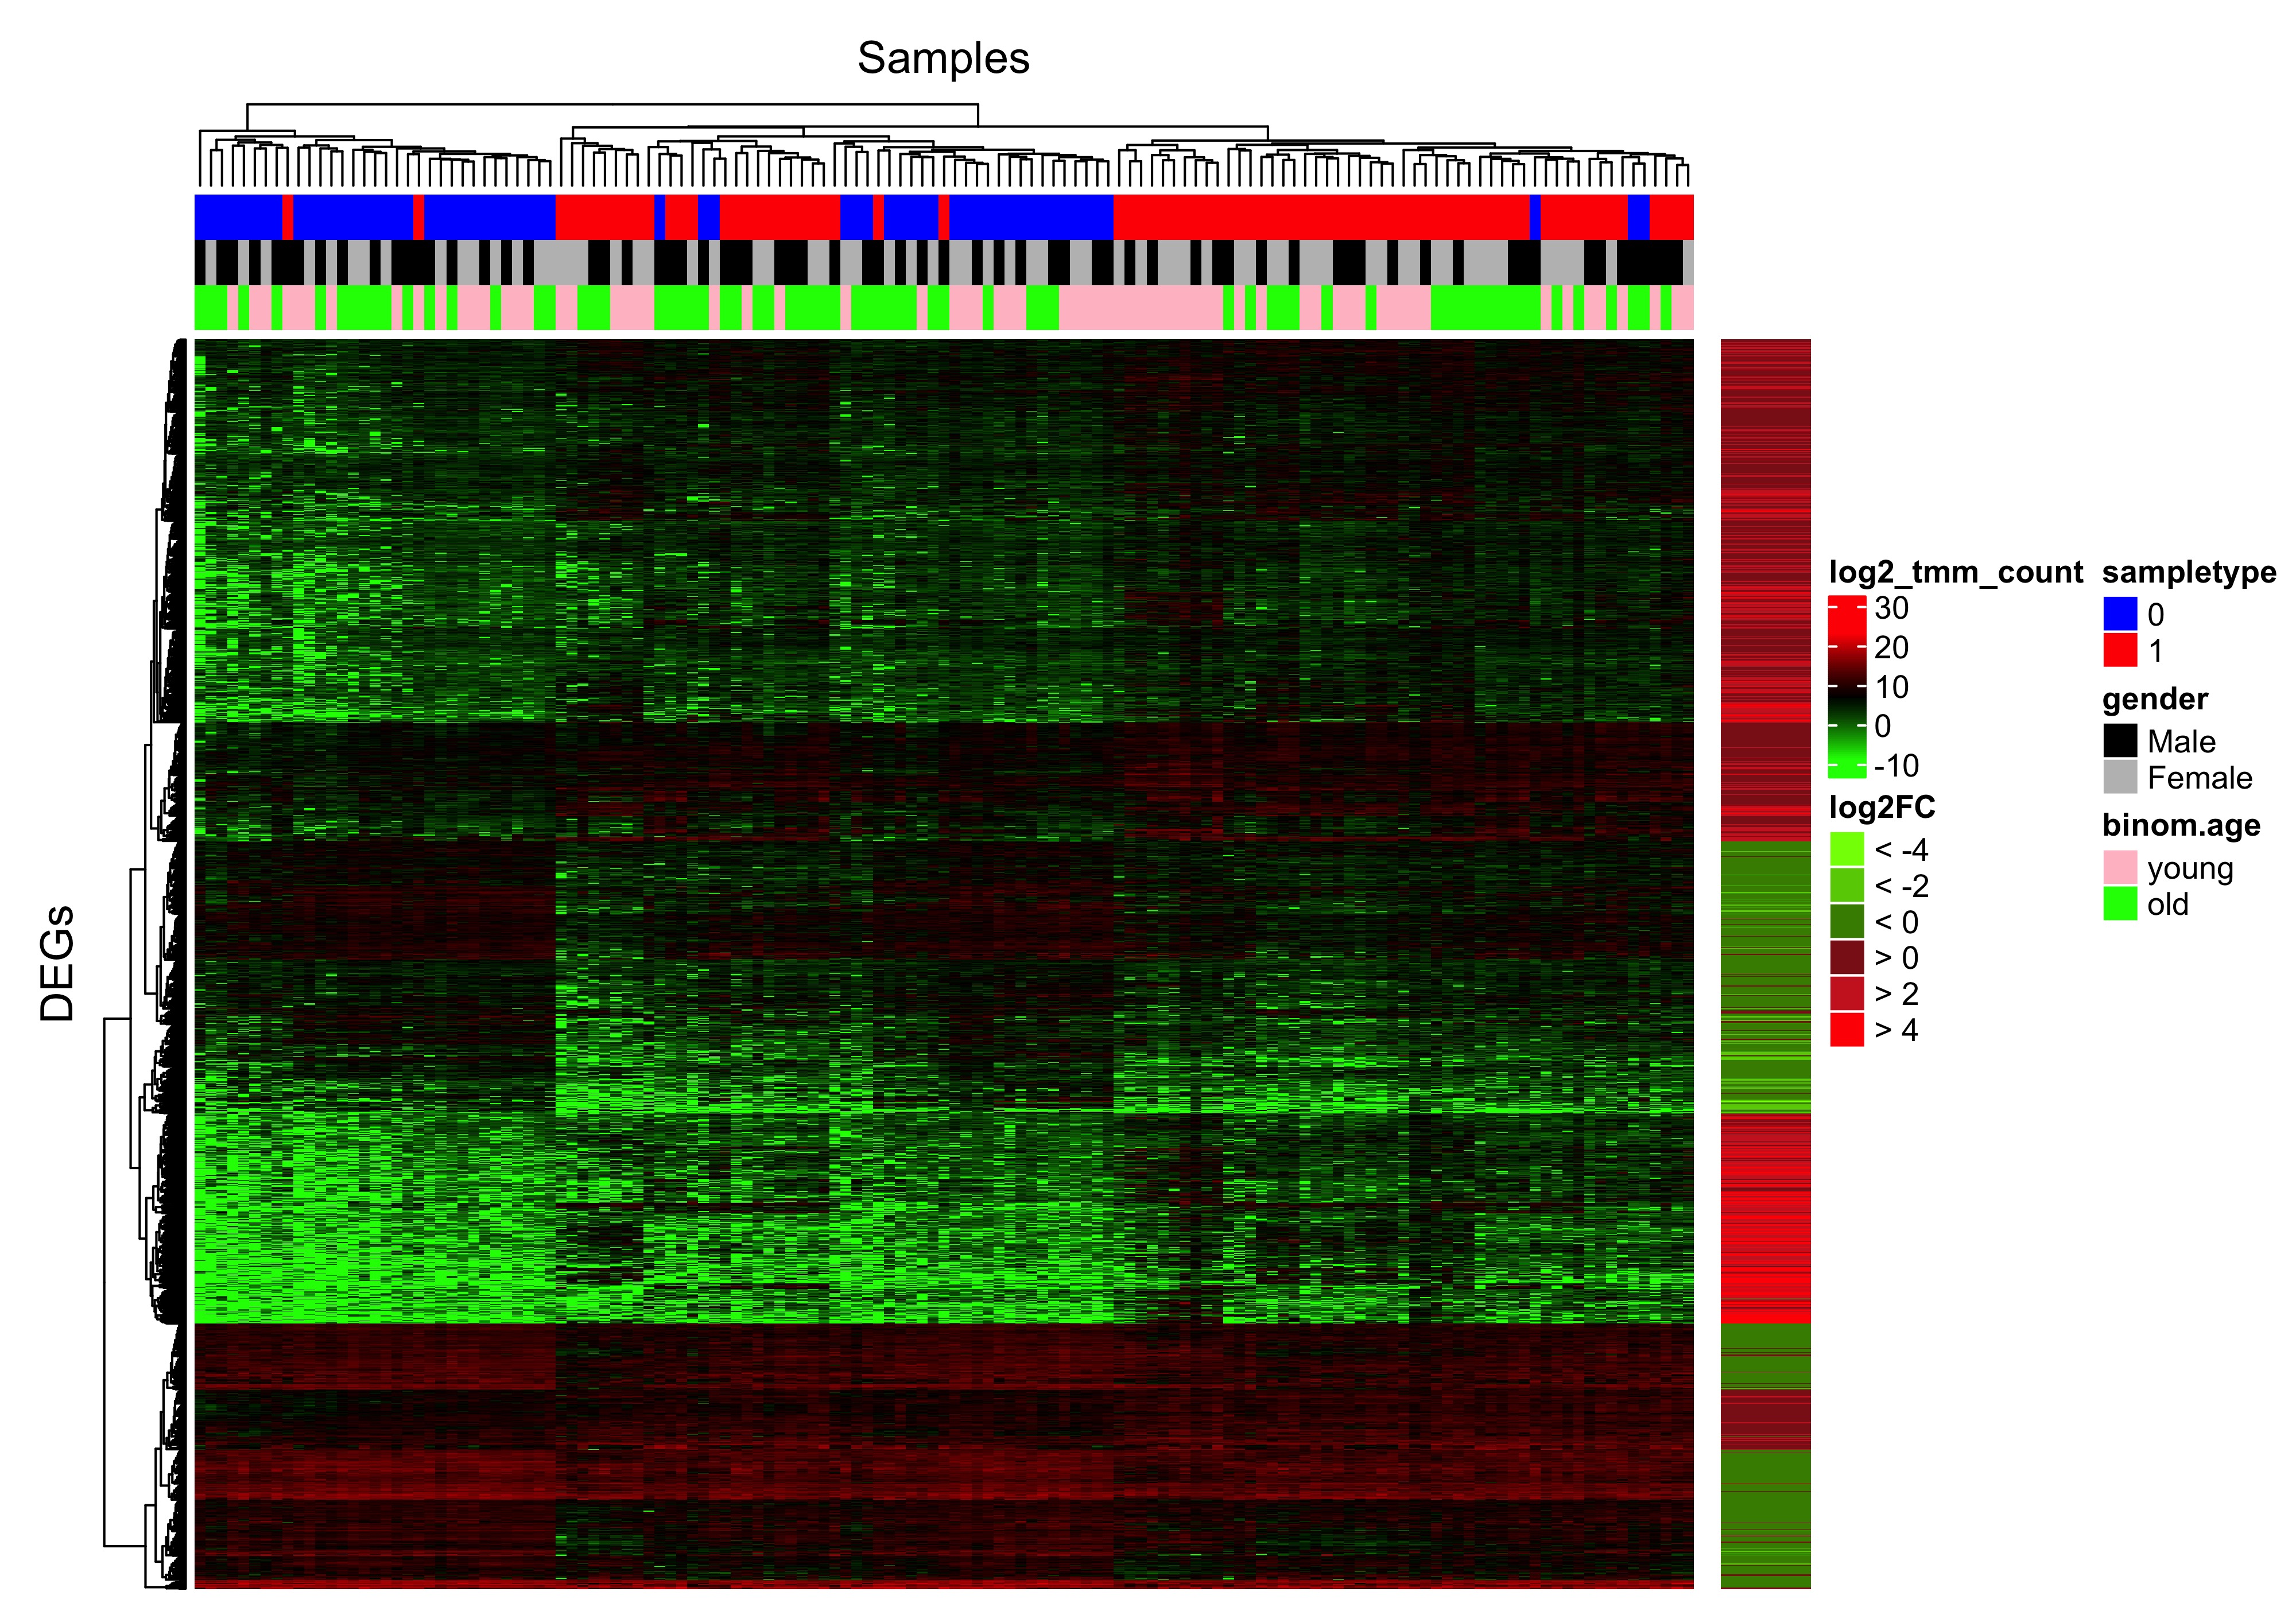 Samples
DEGs
log2_tmm_count
30
20
10
0
-10
log2FC
< -4
< -2
< 0
> 0
> 2
> 4
sampletype
0
1
gender
Male
Female
binom.age
young
old